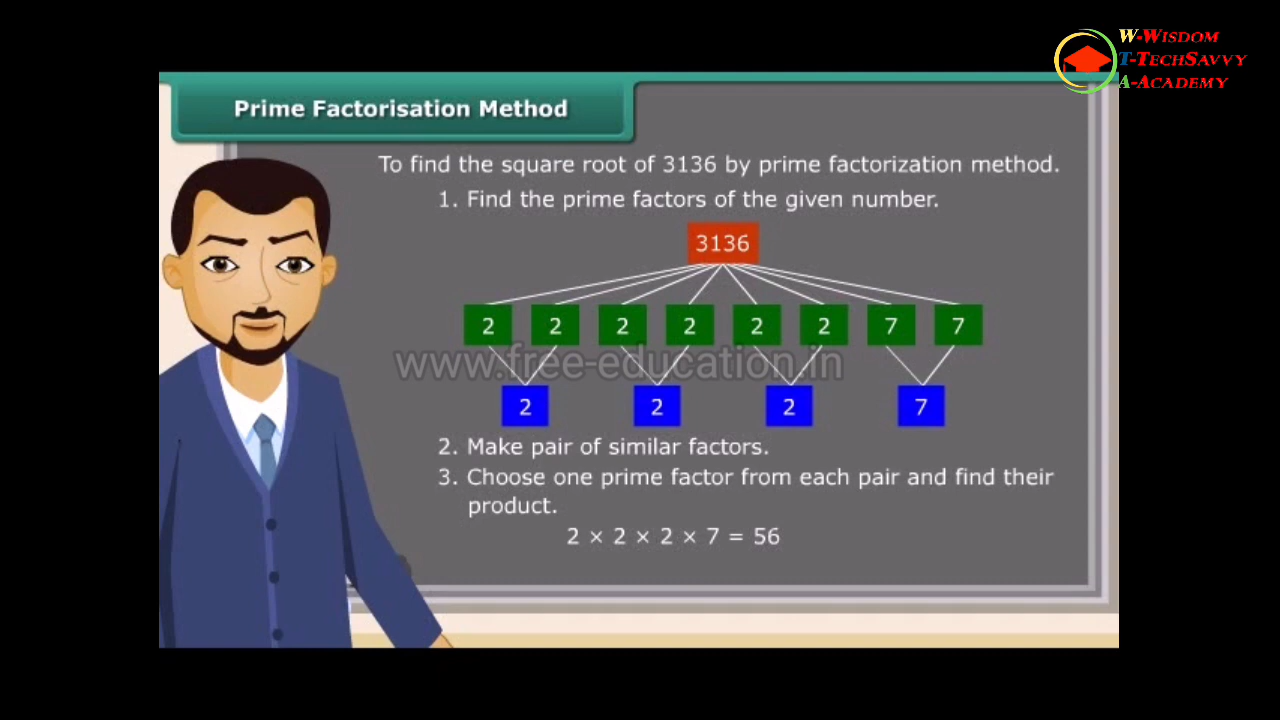 W-Wisdom
T-TechSavvy
A-Academy
Prime Factorisation Method
To find the square root of 3136 by prime factorization method.
1. Find the prime factors of the given number.
3136
2 2 2 2 2 2 7 7
www.free-education.in
2 2 2 7
2. Make pair of similar factors.
3. Choose one prime factor from each pair and find their
product.
2 × 2 × 2 × 7 = 56